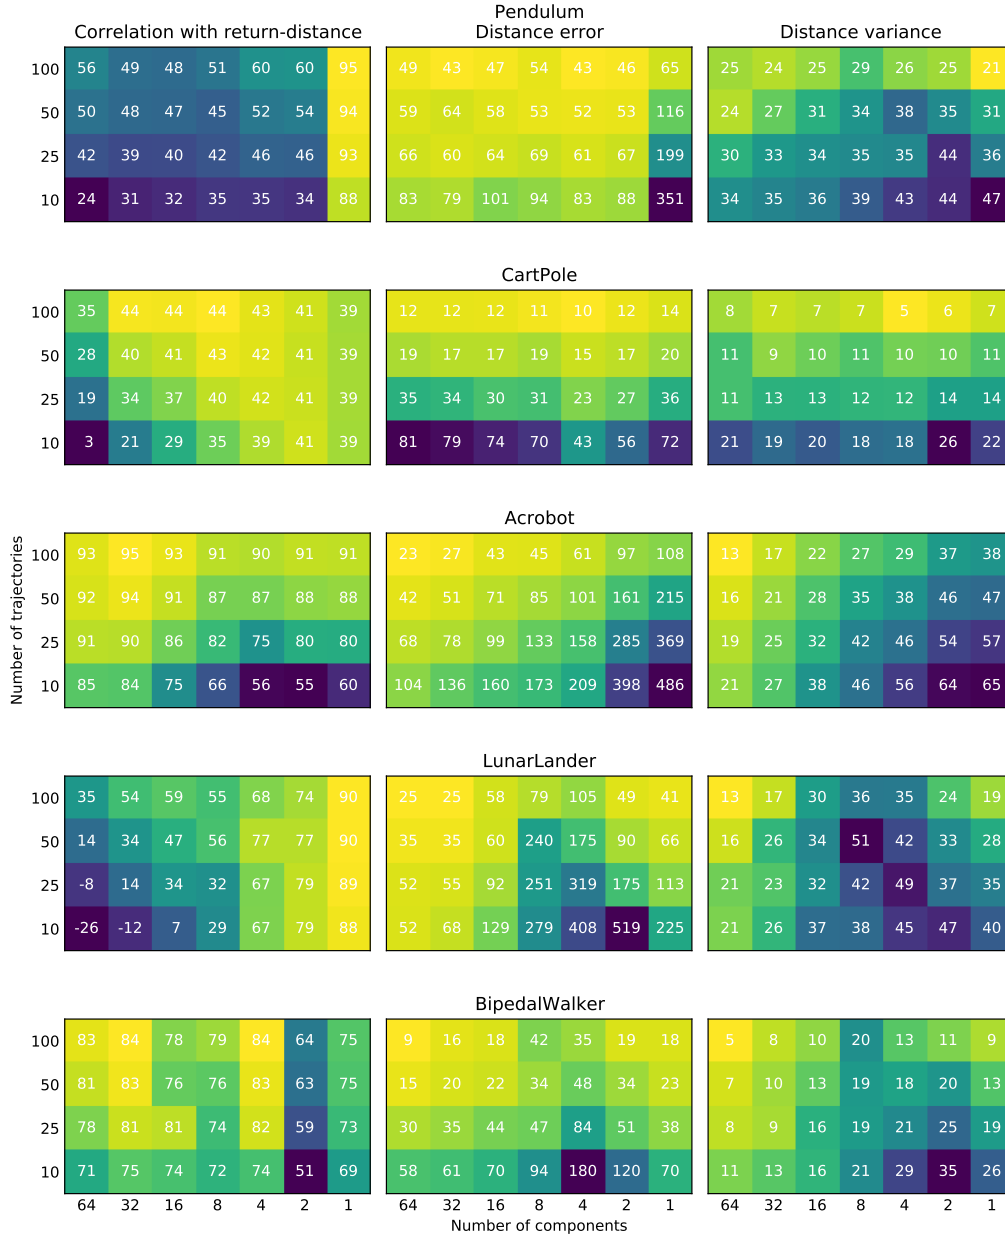 Pendulum
Correlation with return-distance Distance error Distance variance
100 56 49 48 51 60 60 95 49 43 47 54 43 46 65 25 24 25 29 26 25 21
50 50 48 47 45 52 54 94 59 64 58 53 52 53 116 24 27 31 34 38 35 31
25 42 39 40 42 46 46 93 66 60 64 69 61 67 199 30 33 34 35 35 44 36
10 24 31 32 35 35 34 88 83 79 101 94 83 88 351 34 35 36 39 43 44 47
CartPole
100 35 44 44 44 43 41 39 12 12 12 11 10 12 14 8 7 7 7 5 6 7
50 28 40 41 43 42 41 39 19 17 17 19 15 17 20 11 9 10 11 10 10 11
25 19 34 37 40 42 41 39 35 34 30 31 23 27 36 11 13 13 12 12 14 14
10 3 21 29 35 39 41 39 81 79 74 70 43 56 72 21 19 20 18 18 26 22
Number of trajectories
Acrobot
100 93 95 93 91 90 91 91 23 27 43 45 61 97 108 13 17 22 27 29 37 38
50 92 94 91 87 87 88 88 42 51 71 85 101 161 215 16 21 28 35 38 46 47
25 91 90 86 82 75 80 80 68 78 99 133 158 285 369 19 25 32 42 46 54 57
10 85 84 75 66 56 55 60 104 136 160 173 209 398 486 21 27 38 46 56 64 65
LunarLander
100 35 54 59 55 68 74 90 25 25 58 79 105 49 41 13 17 30 36 35 24 19
50 14 34 47 56 77 77 90 35 35 60 240 175 90 66 16 26 34 51 42 33 28
25 -8 14 34 32 67 79 89 52 55 92 251 319 175 113 21 23 32 42 49 37 35
10 -26 -12 7 29 67 79 88 52 68 129 279 408 519 225 21 26 37 38 45 47 40
BipedalWalker
100 83 84 78 79 84 64 75 9 16 18 42 35 19 18 5 8 10 20 13 11 9
50 81 83 76 76 83 63 75 15 20 22 34 48 34 23 7 10 13 19 18 20 13
25 78 81 81 74 82 59 73 30 35 44 47 84 51 38 8 9 16 19 21 25 19
10 71 75 74 72 74 51 69 58 61 70 94 180 120 70 11 13 16 21 29 35 26
64 32 16 8 4 2 1 64 32 16 8 4 2 1 64 32 16 8 4 2 1
Number of components